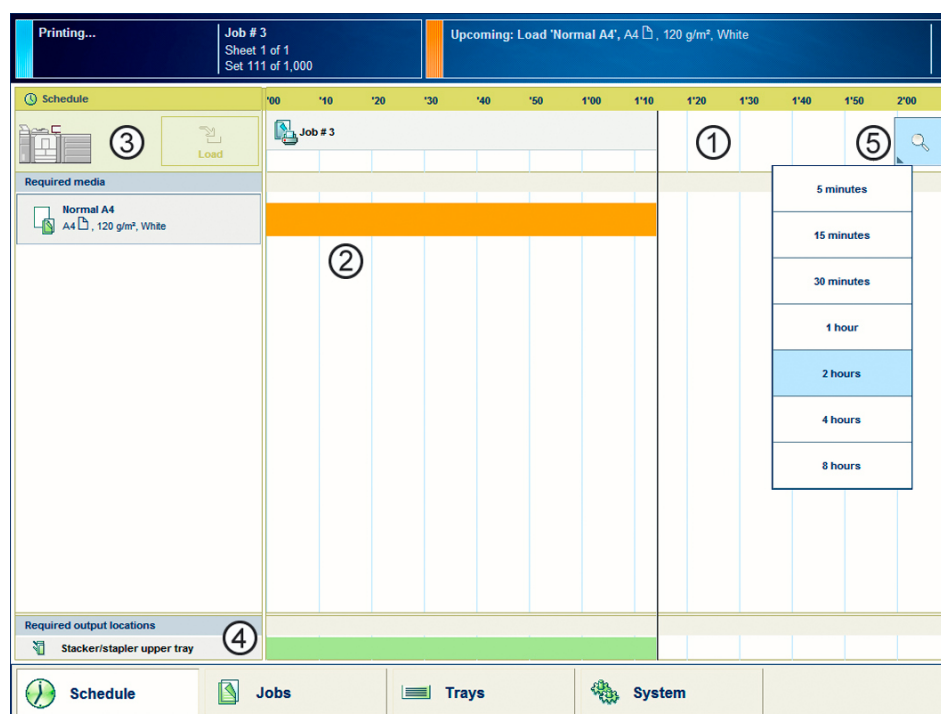 Printing...
Job # 3
Sheet 1 of 1
Set 111 of 1,000
Upcoming: Load 'Normal A4', A4 , 120 g/m², White
Schedule
'00 '10 '20 '30 '40 '50 1'00 1'10 1'20 1'30 1'40 1'50 2'00
3
Load
Job # 3
1
5
Required media
Normal A4
A4 , 120 g/m², White
2
5 minutes
15 minutes
30 minutes
1 hour
2 hours
4 hours
8 hours
Required output locations
Stacker/stapler upper tray
4
Schedule
Jobs
Trays
System